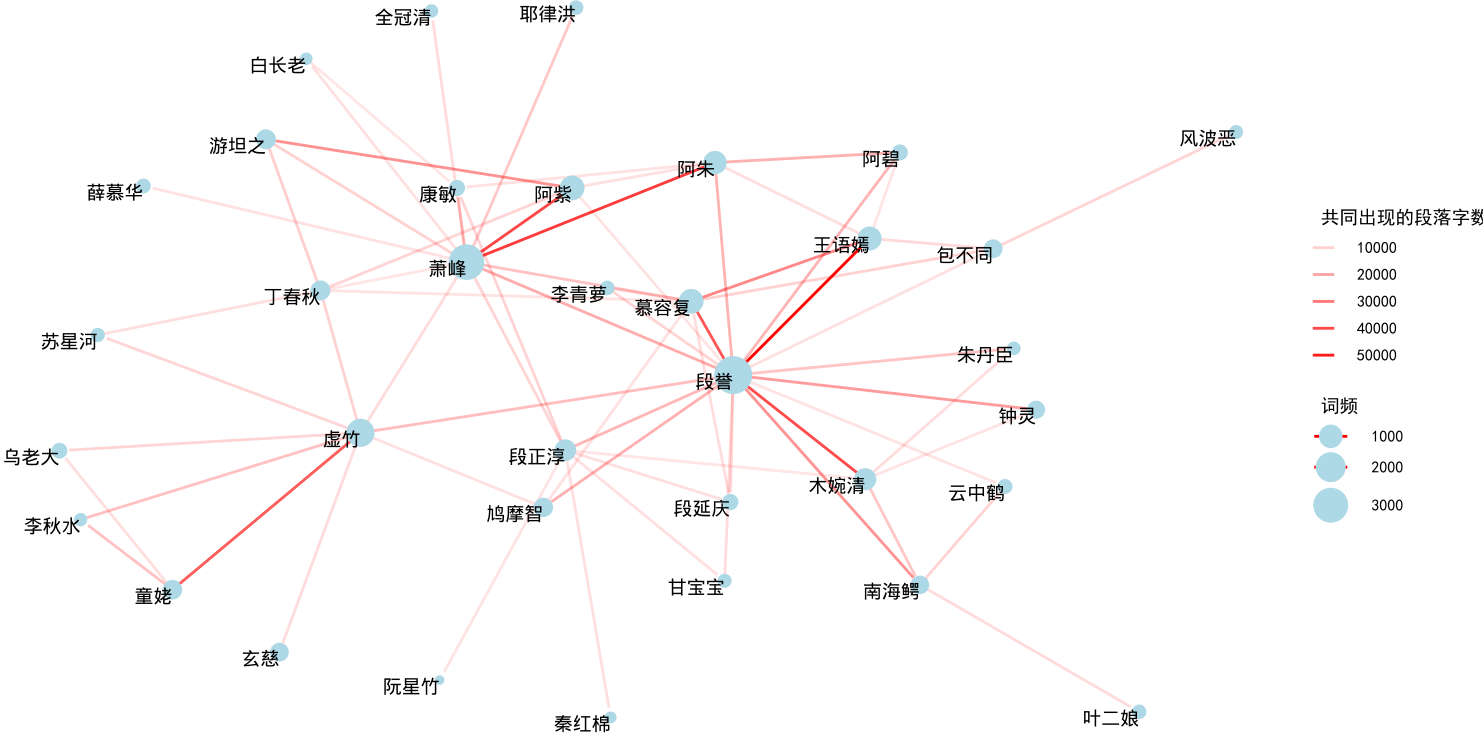 全冠清
耶律洪
白长老
风波恶
游坦之
阿朱
阿碧
薛慕华
康敏
阿紫
共同出现的段落字数
王语嫣
包不同
10000
萧峰
20000
丁春秋
李青萝
慕容复
30000
40000
苏星河
朱丹臣
50000
段誉
词频
钟灵
虚竹
1000
乌老大
段正淳
2000
木婉清
云中鹤
鸠摩智
段延庆
3000
李秋水
童姥
甘宝宝
南海鳄
玄慈
阮星竹
秦红棉
叶二娘